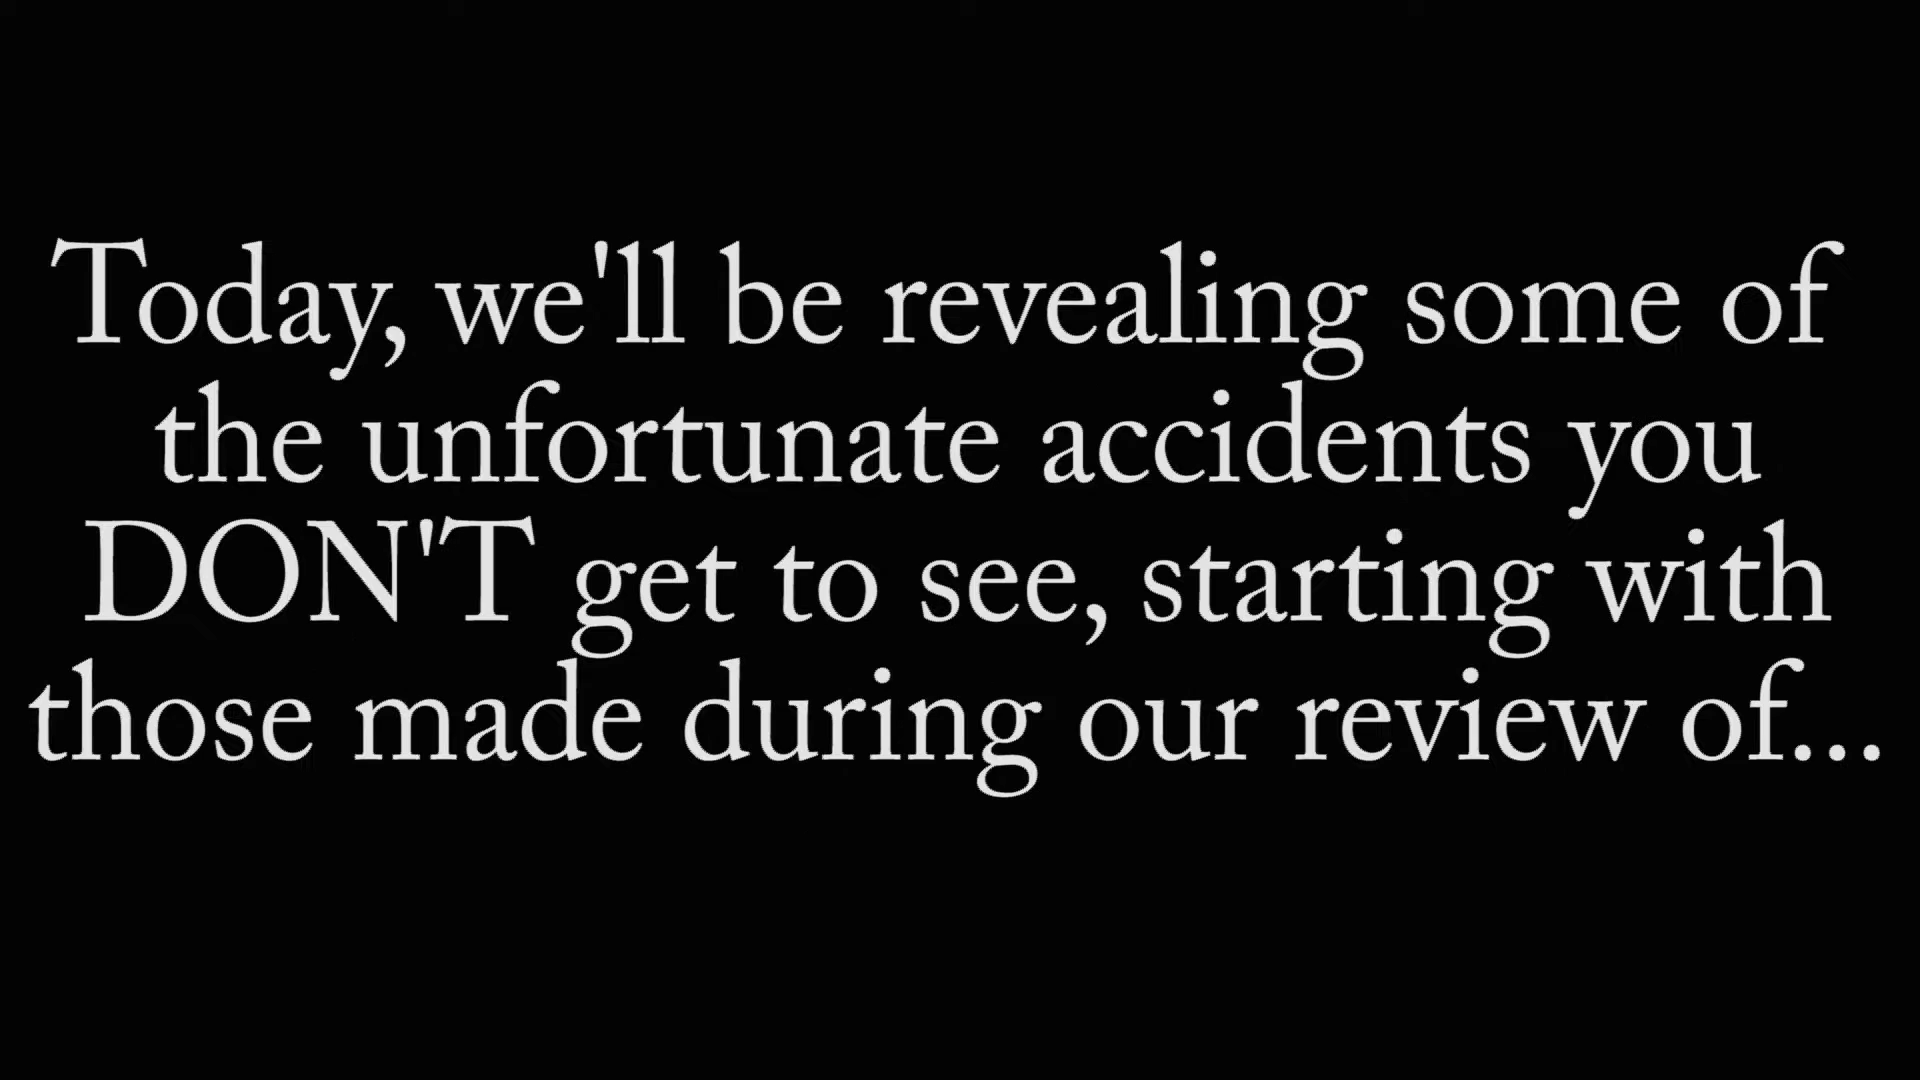 Today, we'll be revealing some of
the unfortunate accidents you
DON'T get to see, starting with
those made during our review of...